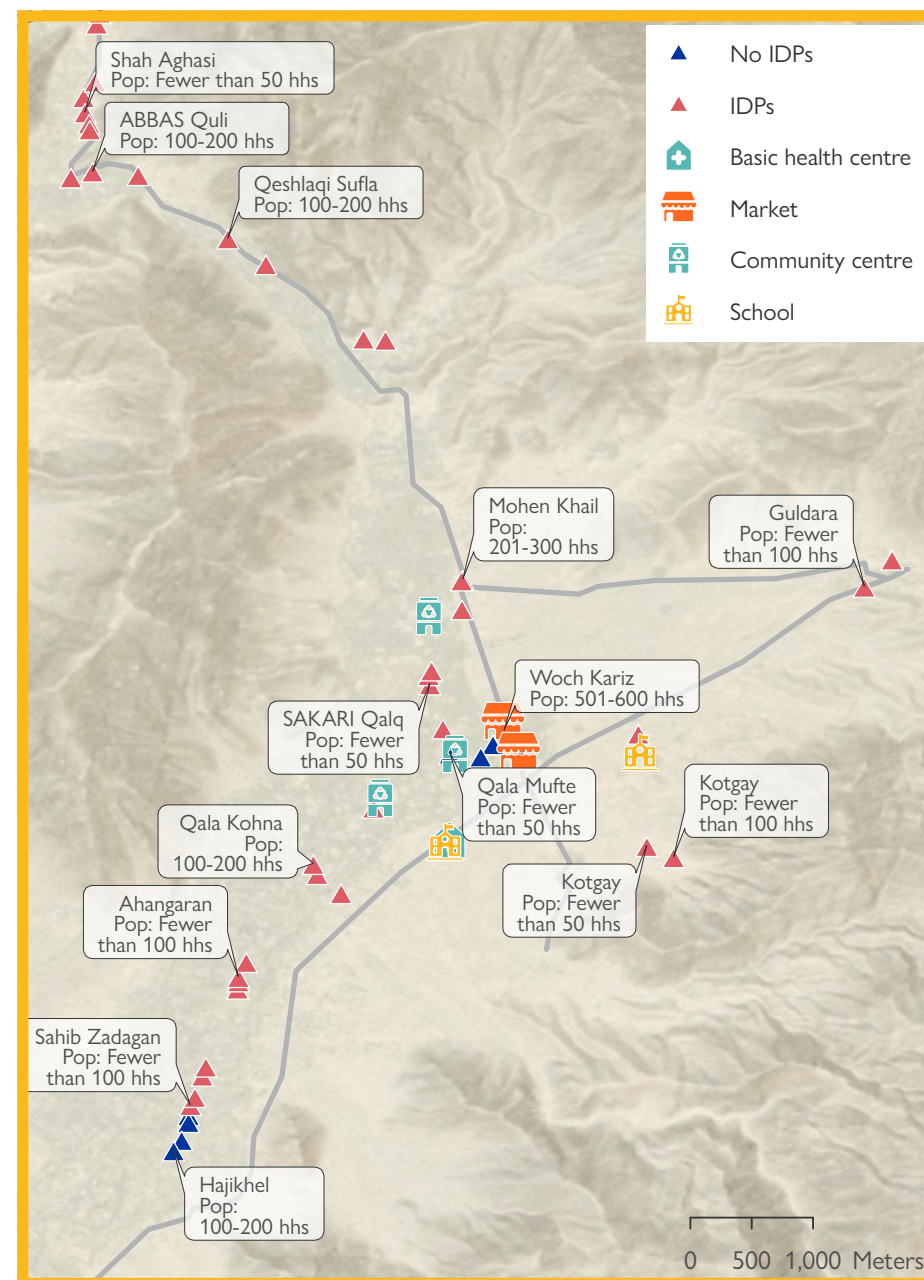 Shah Aghasi
Pop: Fewer than 50 hhs
ABBAS Quli
Pop: 100-200 hhs
Qeshlaqi Sufla
Pop: 100-200 hhs
No IDPs
IDPs
Basic health centre
Market
Community centre
School
Mohen Khail
Pop:
201-300 hhs
Guldara
Pop: Fewer
than 100 hhs
Woch Kariz
Pop: 501-600 hhs
SAKARI Qalq
Pop: Fewer
than 50 hhs
Qala Mufte
Pop: Fewer
than 50 hhs
Kotgay
Pop: Fewer
than 100 hhs
Qala Kohna
Pop:
100-200 hhs
Kotgay
Pop: Fewer
than 50 hhs
Ahangaran
Pop: Fewer
than 100 hhs
Sahib Zadagan
Pop: Fewer
than 100 hhs
Hajikhel
Pop:
100-200 hhs
0 500 1,000 Meters